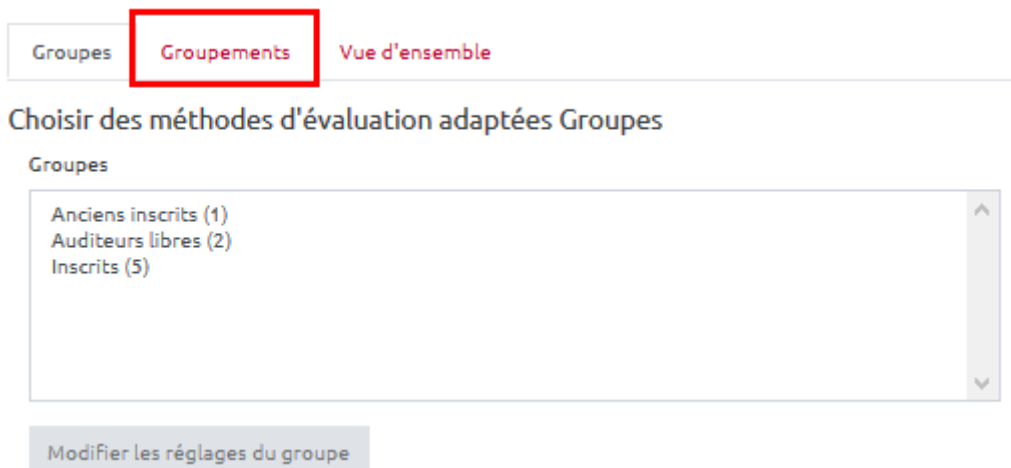 Groupes Groupements Vue d'ensemble
Choisir des méthodes d'évaluation adaptées Groupes
Groupes
Anciens inscrits (1)
Auditeurs libres (2)
Inscrits (5)
Modifier les réglages du groupe